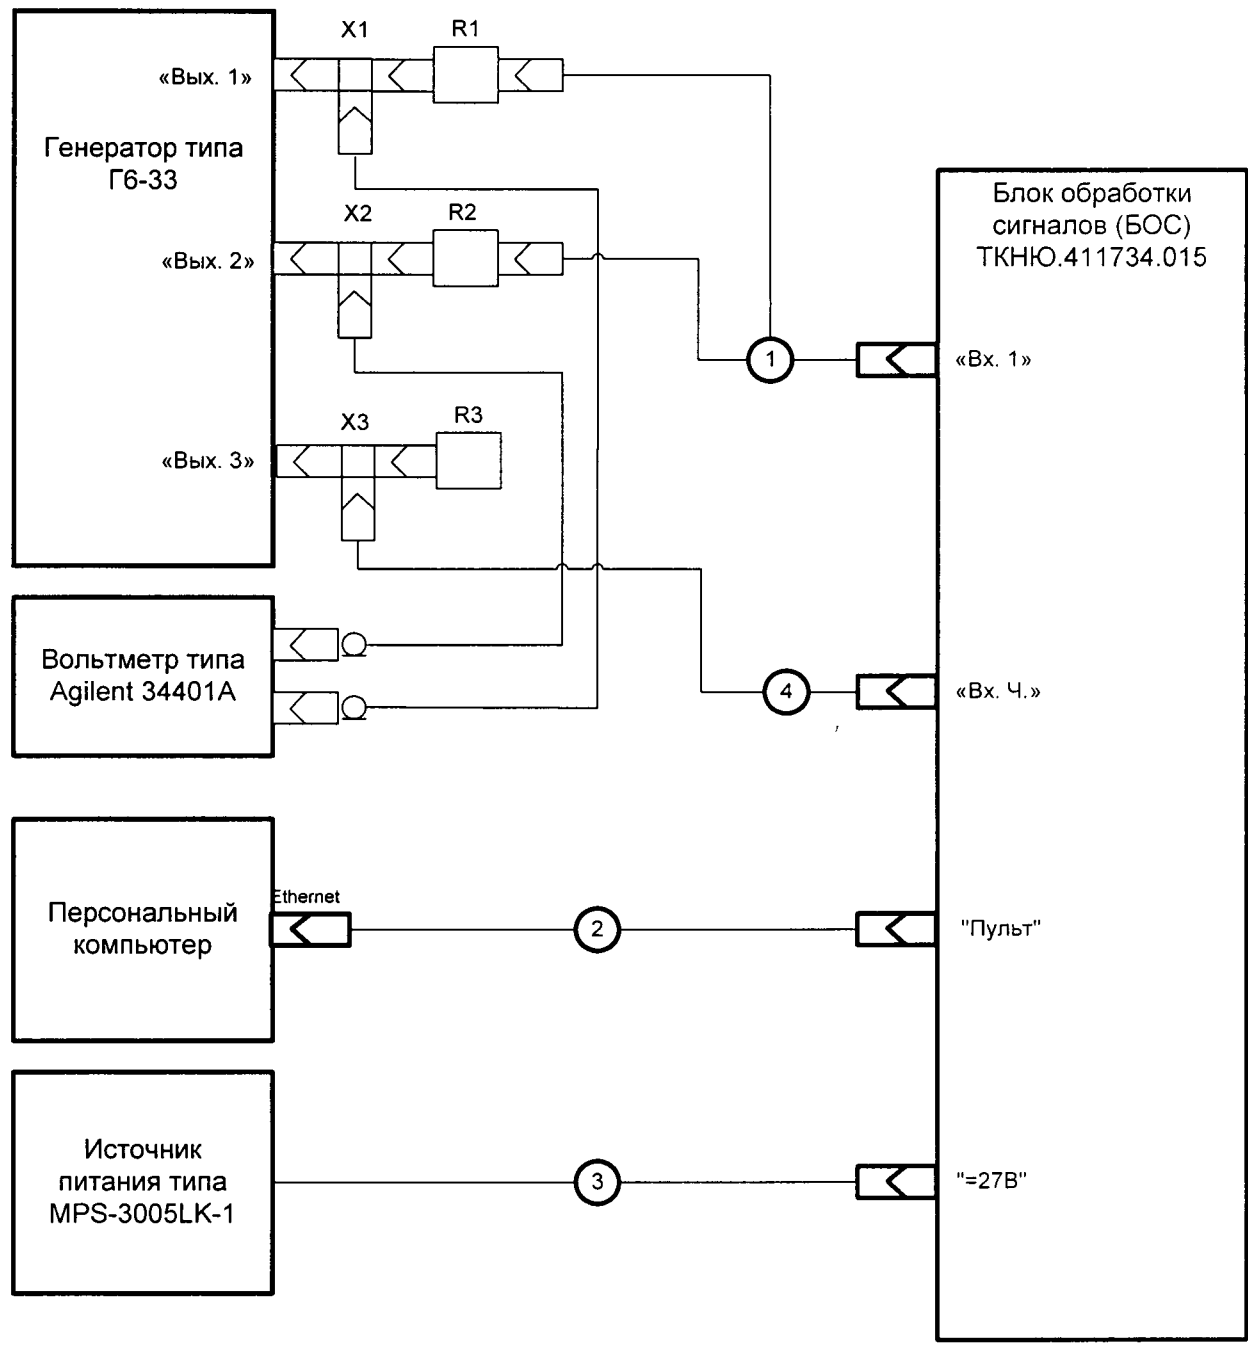 X1
R1
«Вых. 1»
Генератор типа
Г6-33
X2
R2
«Вых. 2»
X3
R3
«Вых. 3»
Блок обработки
сигналов (БОС)
ТКНЮ.411734.015
1
«Вх. 1»
Вольтметр типа
Agilent 34401A
4
«Вх. Ч.»
Ethernet
Персональный
компьютер
2
"Пульт"
Источник
питания типа
MPS-3005LK-1
3
"=27В"